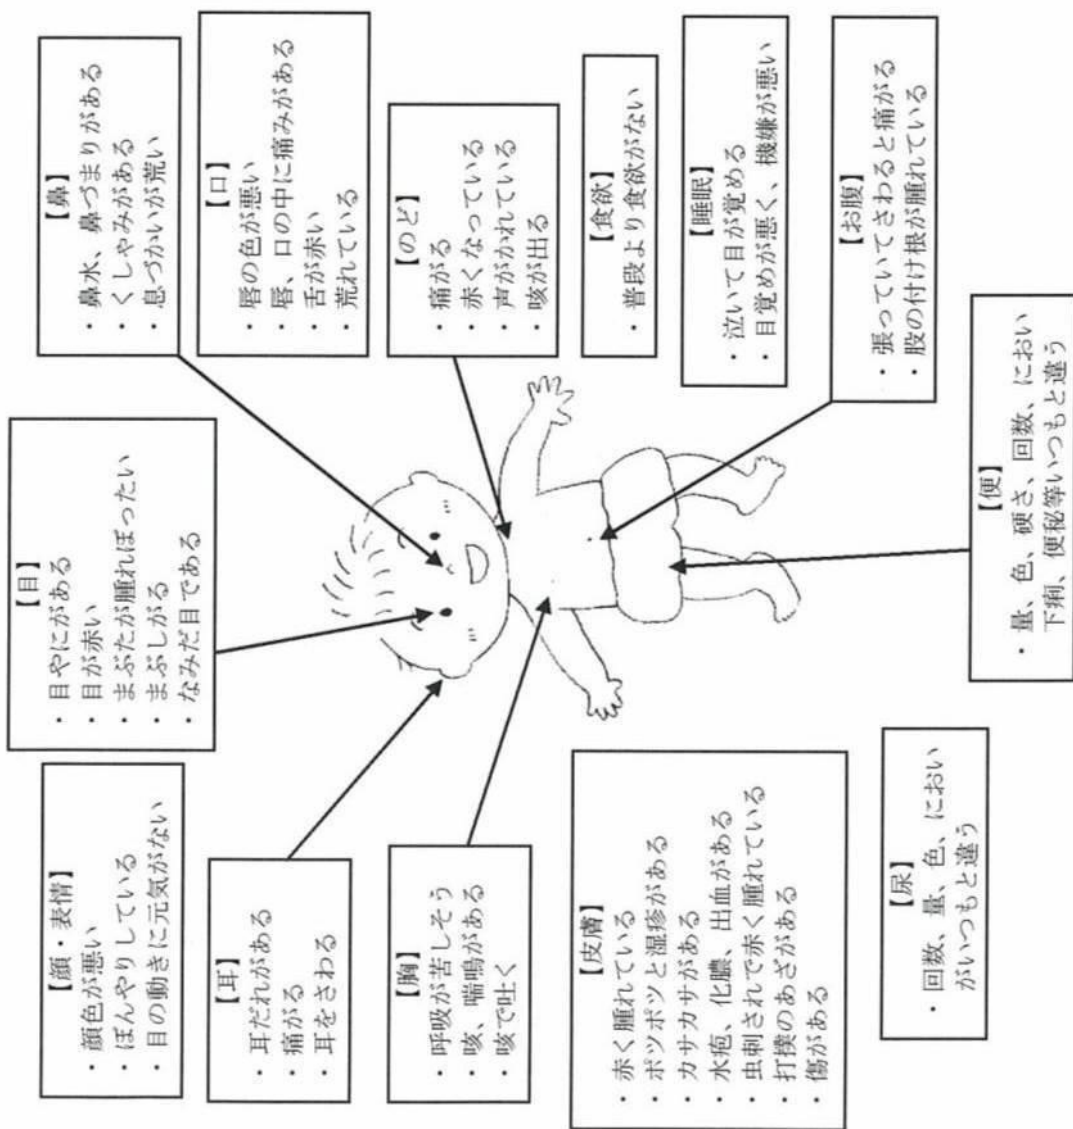 【顔・表情】
・顔色が悪い
・ぼんやりしている
・目の動きに元気がない
【目】
・目やにがある
・目が赤い
・まぶたが腫れぼったい
・まぶしがる
・なみだ目である
【鼻】
・鼻水、鼻づまりがある
・くしゃみがある
・息づかいが荒い
【耳】
・耳だれがある
・痛がる
・耳をさわる
【口】
・唇の色が悪い
・唇、口の中に痛みがある
・舌が赤い
・荒れている
【胸】
・呼吸が苦しそう
・咳、喘鳴がある
・咳で吐く
【のど】
・痛がる
・赤くなっている
・声がかれている
・咳が出る
【皮膚】
・赤く腫れている
・ポツポツと湿疹がある
・カサカサがある
・水疱、化膿、出血がある
・虫刺されで赤く腫れている
・打撲のあざがある
・傷がある
【食欲】
・普段より食欲がない
【睡眠】
・泣いて目が覚める
・目覚めが悪く、機嫌が悪い
【お腹】
・張っていてさわると痛がる
・股の付け根が腫れている
【尿】
・回数、量、色、におい
がいつもと違う
【便】
・量、色、硬さ、回数、におい
下痢、便秘等いつもと違う